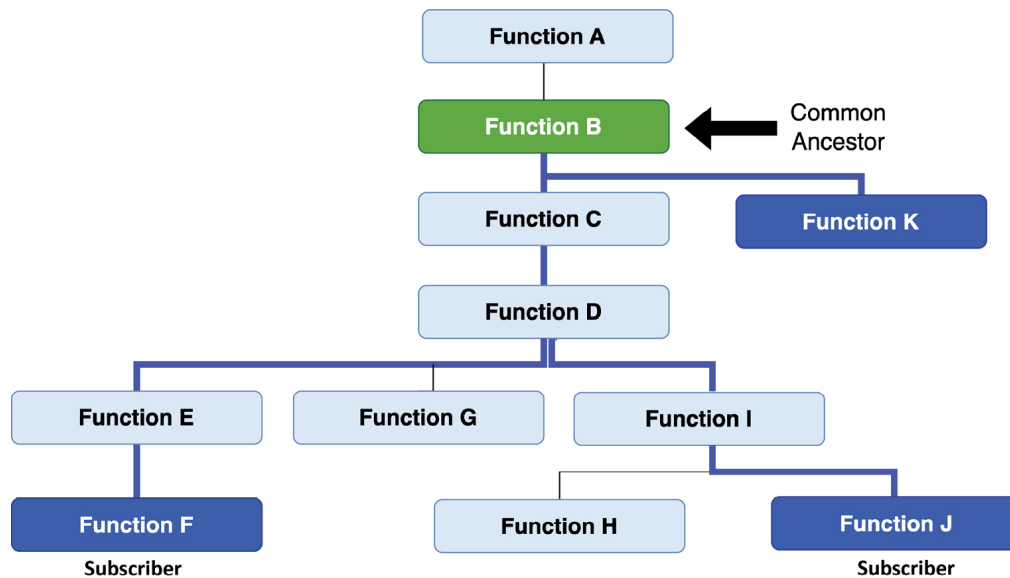 Function A
Function B
Common
Ancestor
Function C
Function K
Function D
Function E
Function G
Function I
Function F
Function H
Function J
Subscriber
Subscriber